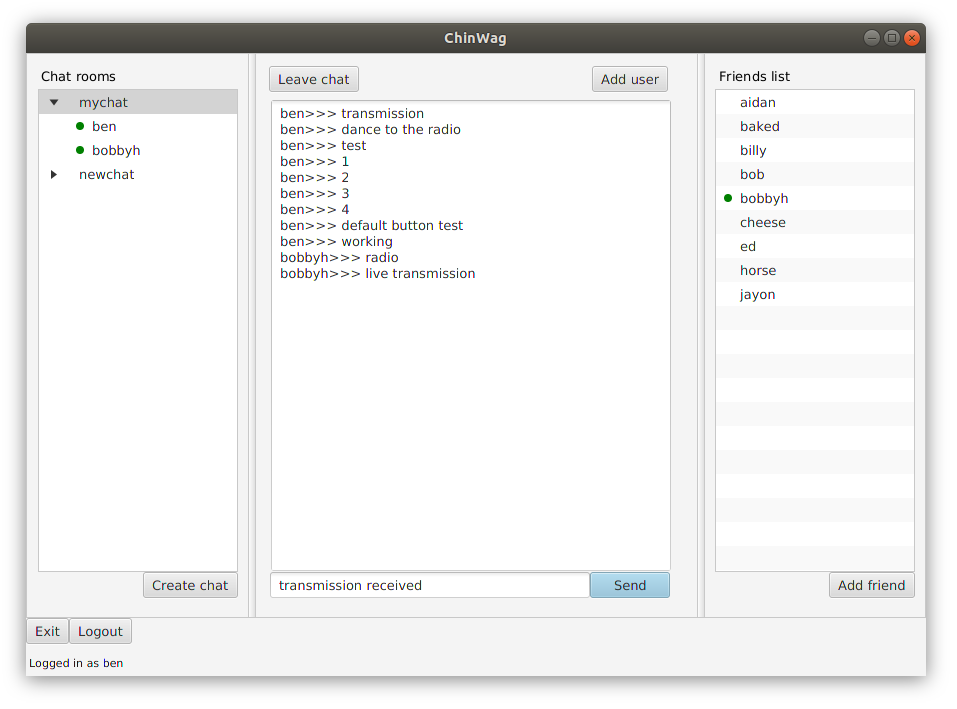 ChinWag
Chat rooms
mychat
ben
bobbyh
newchat
Create chat
Leave chat
Add user
ben>>> transmission
ben>>> dance to the radio
ben>>> test
ben>>> 1
ben>>> 2
ben>>> 3
ben>>> 4
ben>>> default button test
ben>>> working
bobbyh>>> radio
bobbyh>>> live transmission
transmission received
Send
Friends list
aidan
baked
billy
bob
bobbyh
cheese
ed
horse
jayon
Add friend
Exit
Logout
Logged in as ben